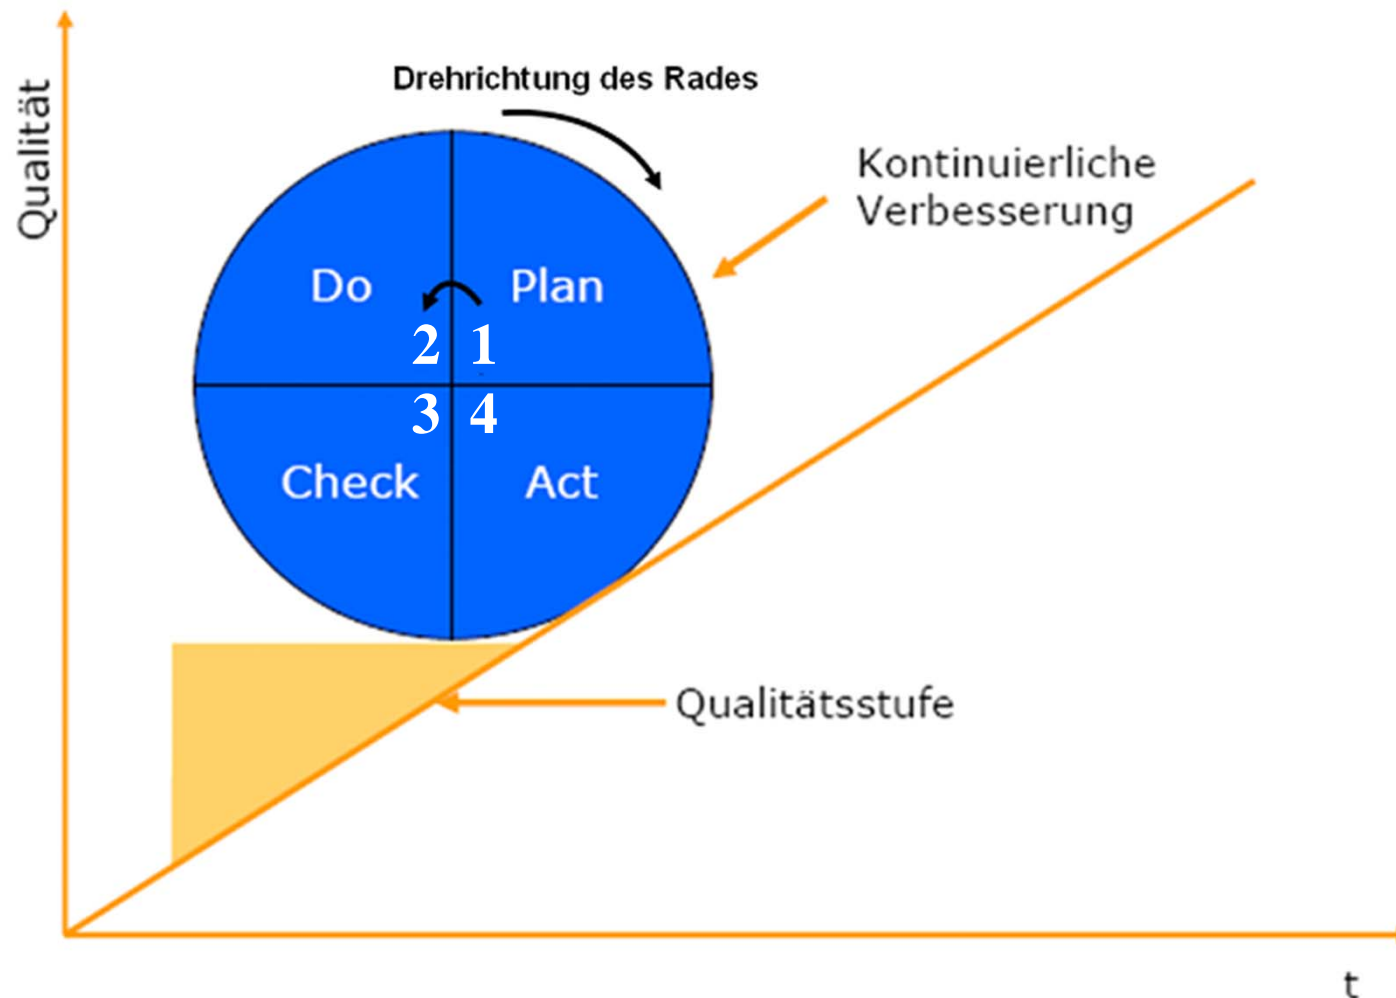 Qualität
Drehrichtung des Rades
Kontinuierliche
Verbesserung
Do
Plan
2 1
3 4
Check
Act
Qualitätsstufe
t